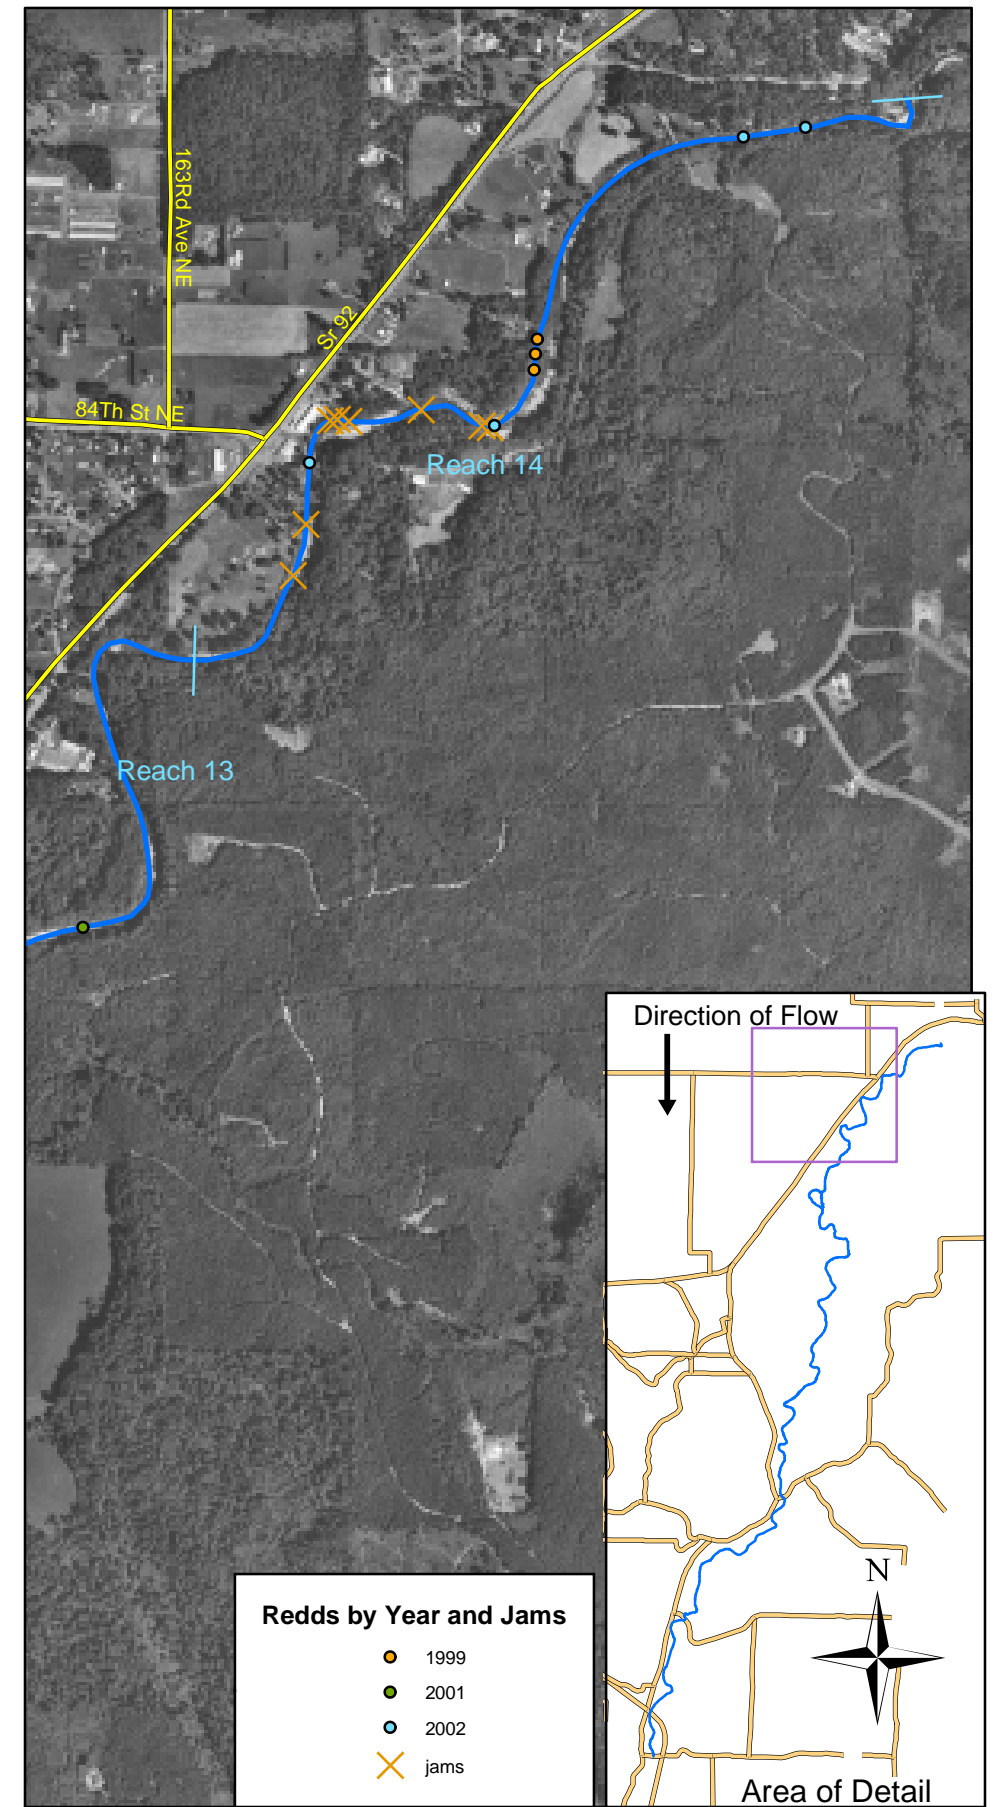 163Rd Ave NE
Sr 92
84Th St NE
Reach 14
Reach 13
Direction of Flow
N
Area of Detail
Redds by Year and Jams
1999
2001
2002
jams